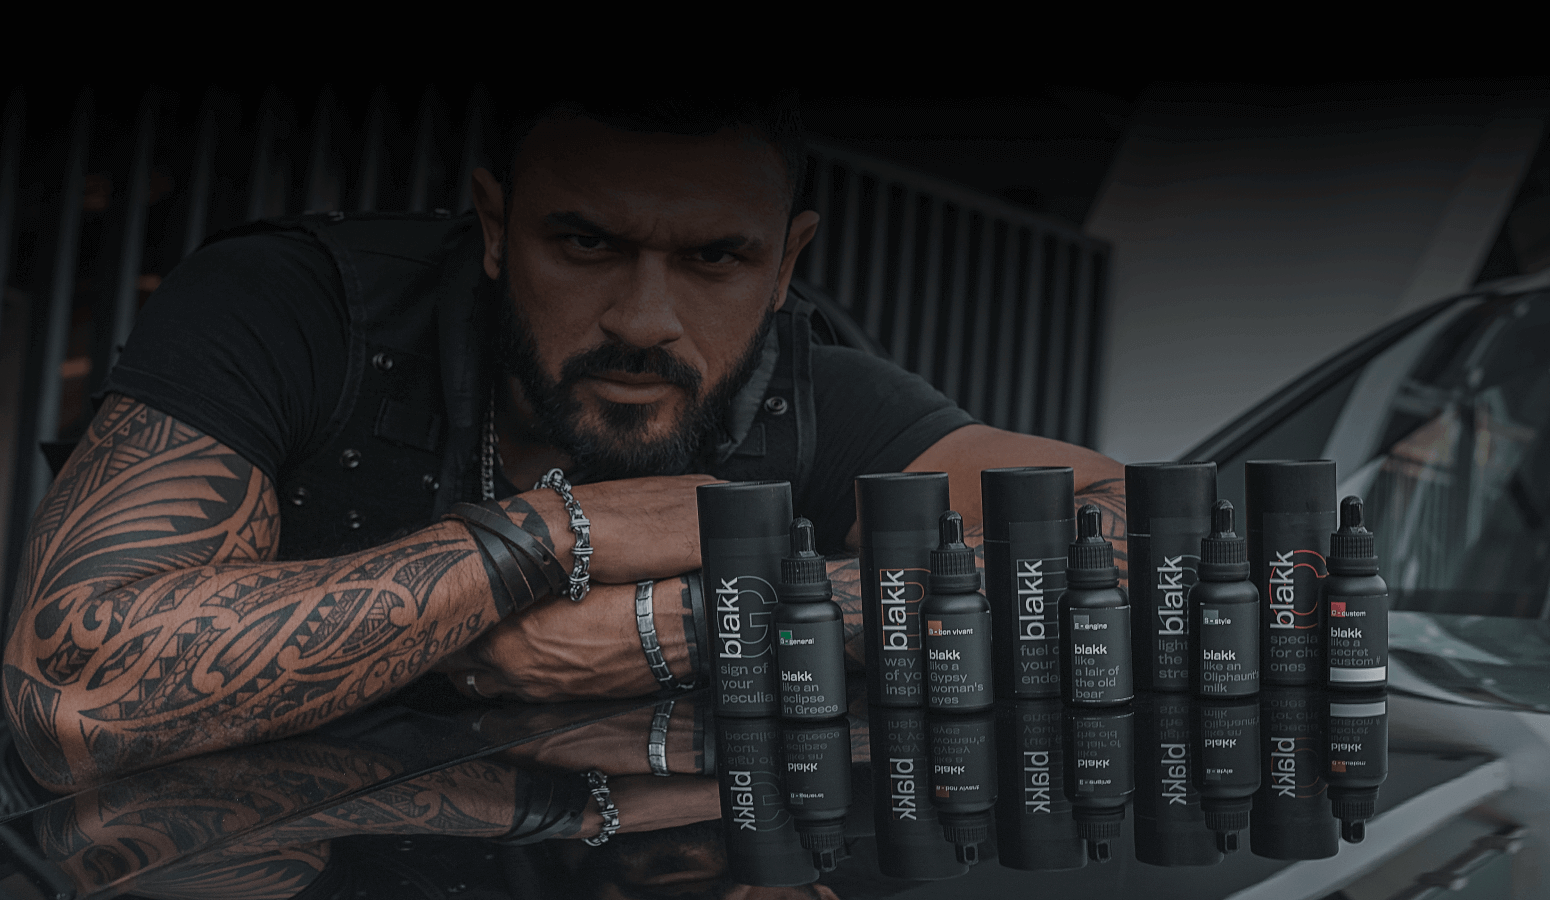 blakk
sign of
your
peculia
G - general
blakk
like an
eclipse
in Greece
blakk
way
of yo
inspi
B - bon vivant
blakk
like a
Gypsy
woman's
eyes
blakk
fuel o
your
ende
E - engine
blakk
like
a lair of
the old
bear
blakk
light
the
stre
S - style
blakk
like an
Oliphaunt's
milk
blakk
specia
for cho
ones
C - custom
blakk
like a
secret
custom #